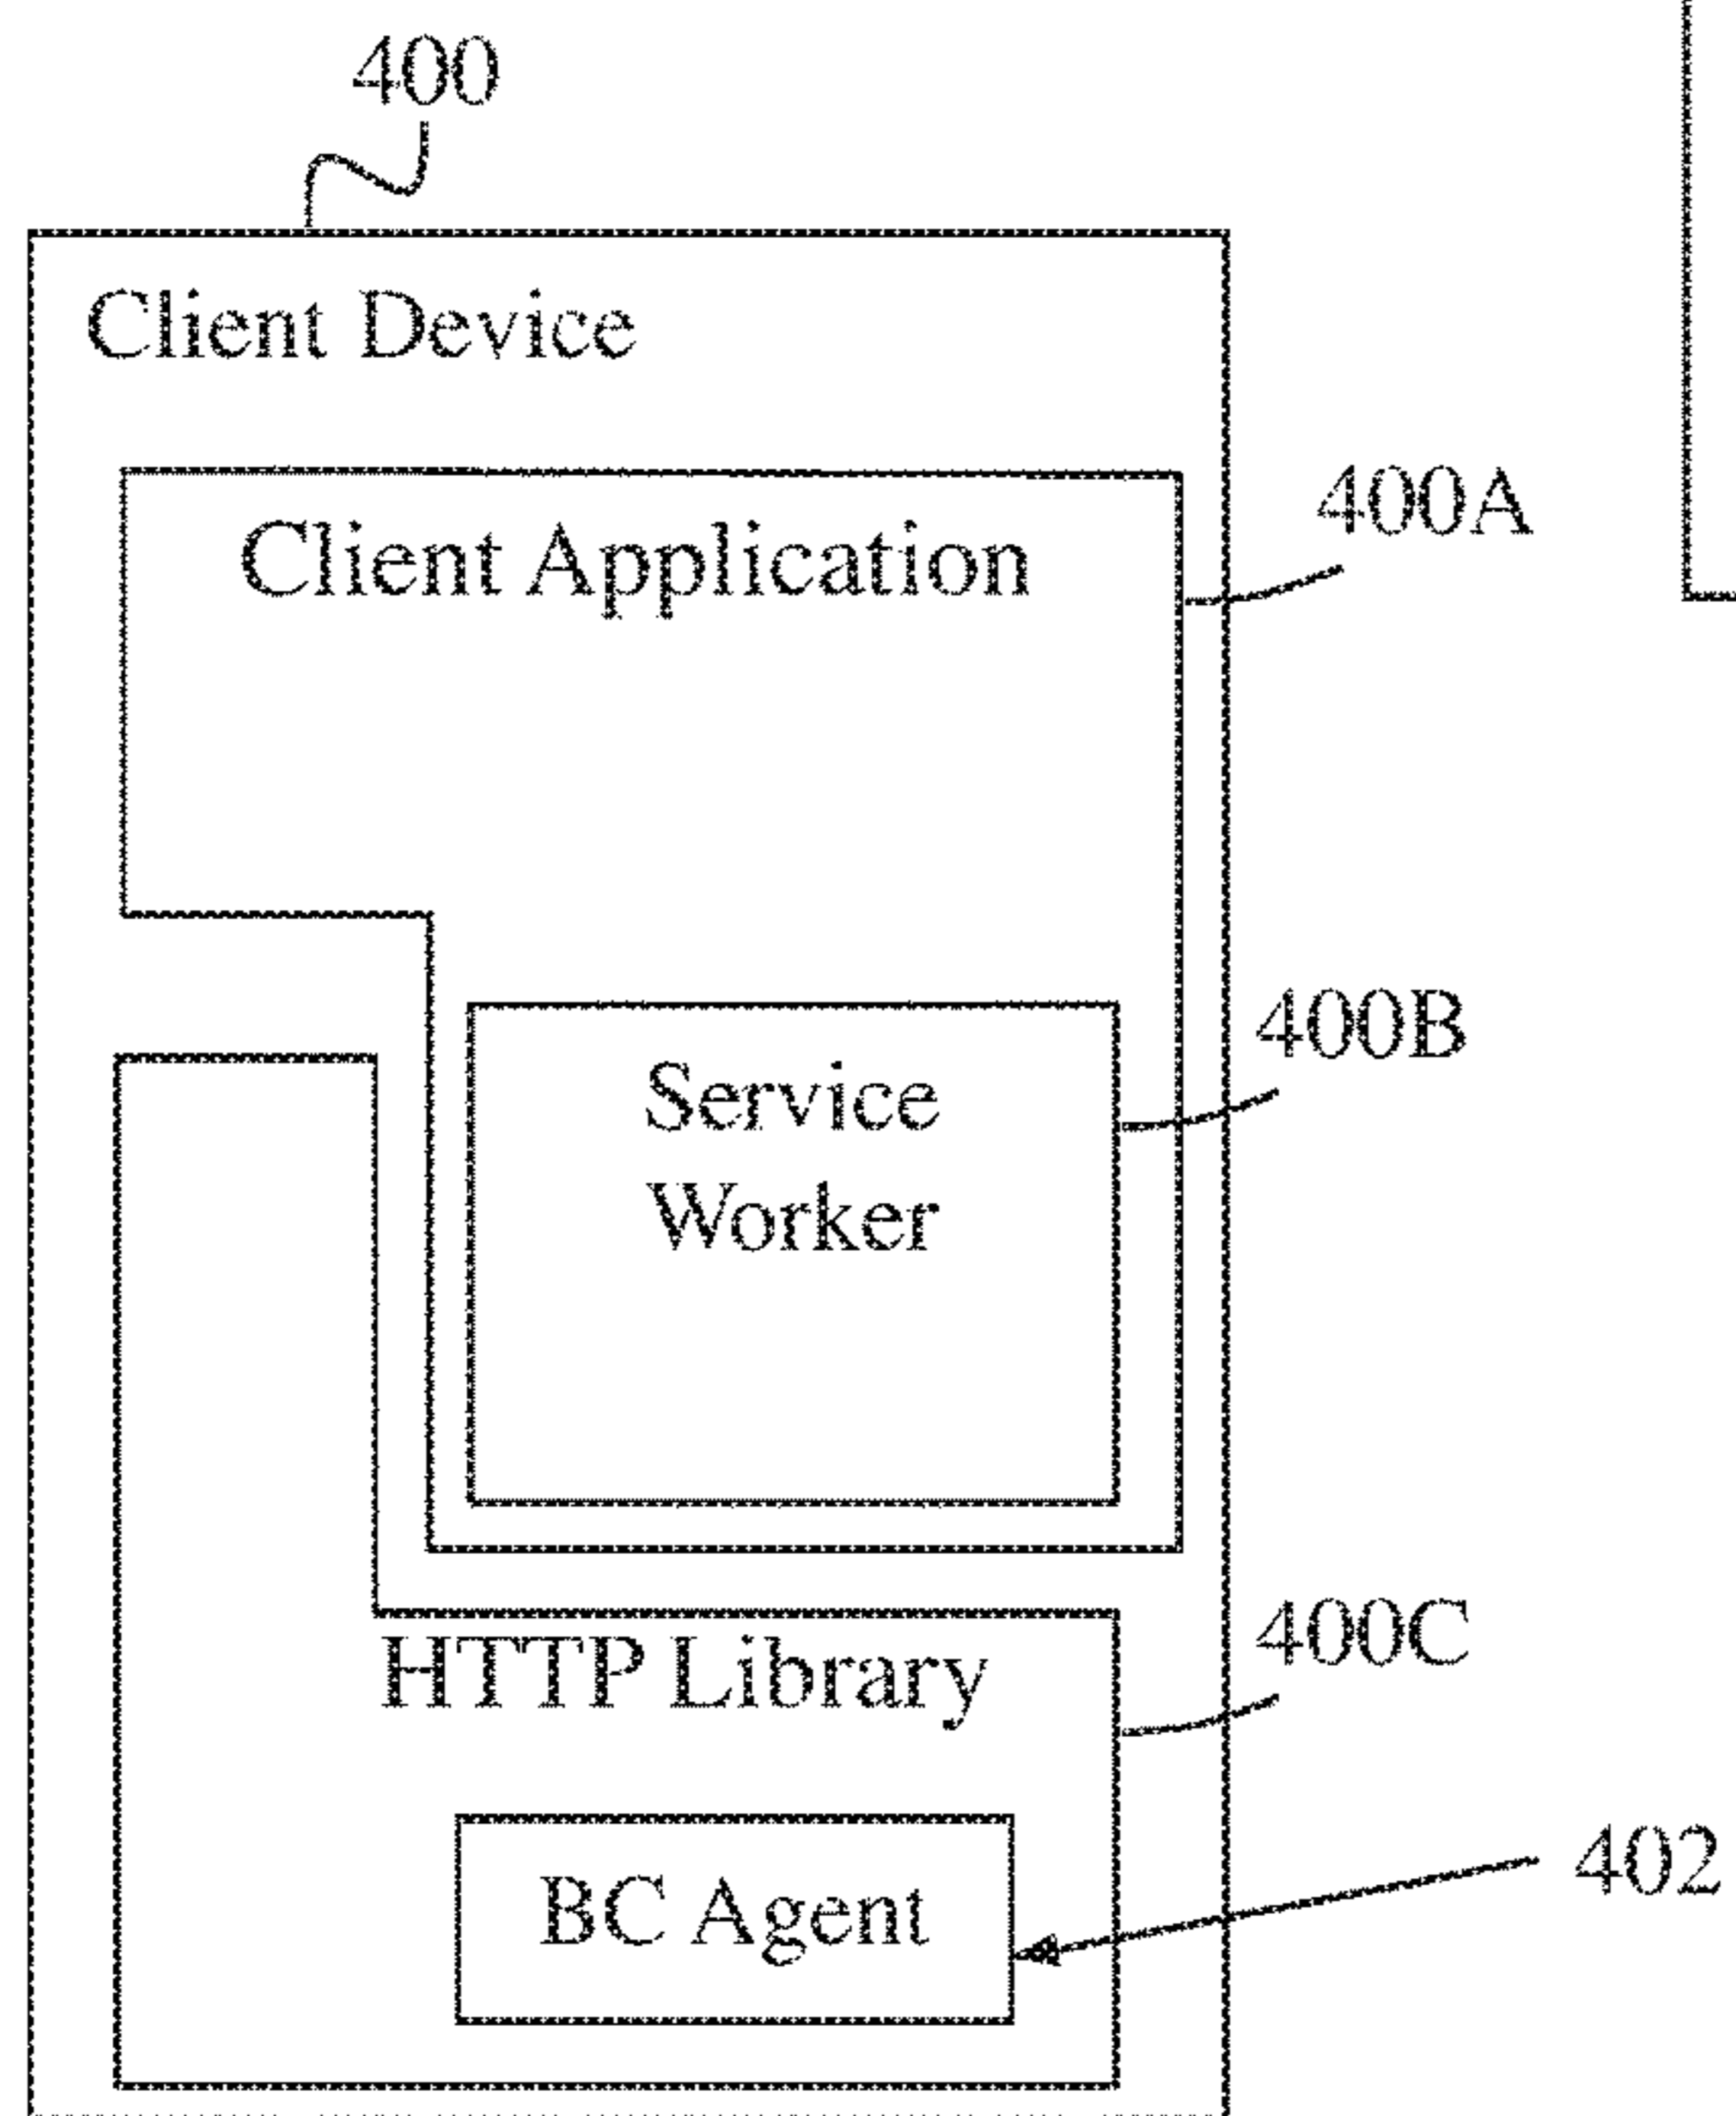 400
Client Device
400A
Client Application
400B
Service
Worker
400C
HTTP Library
402
BC Agent